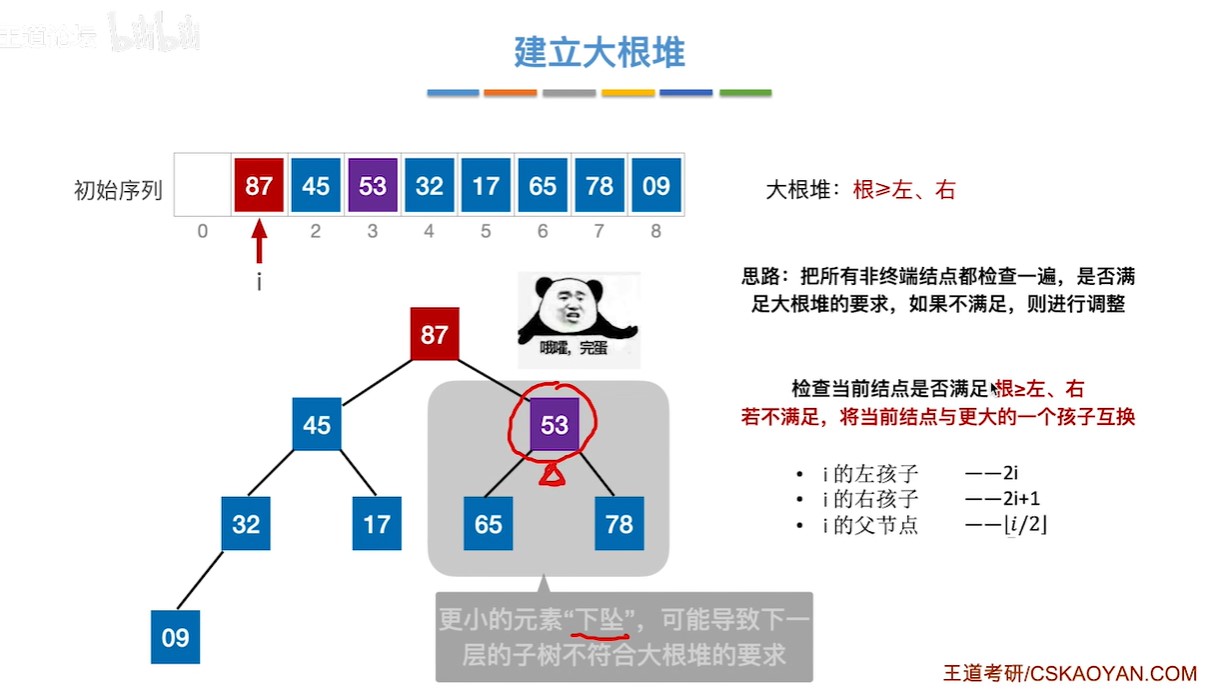 王道论坛 bilibili
建立大根堆
初始序列 87 45 53 32 17 65 78 09
0 2 3 4 5 6 7 8
i
大根堆：根≥左、右
思路：把所有非终端结点都检查一遍，是否满
足大根堆的要求，如果不满足，则进行调整
87
哦嚯，完蛋
检查当前结点是否满足 根≥左、右
若不满足，将当前结点与更大的一个孩子互换
45 53
• i 的左孩子 ——2i
• i 的右孩子 ——2i+1
• i 的父节点 ——⌊i/2⌋
32 17 65 78
更小的元素“下坠”，可能导致下一
层的子树不符合大根堆的要求
09
王道考研/CSKAOYAN.COM